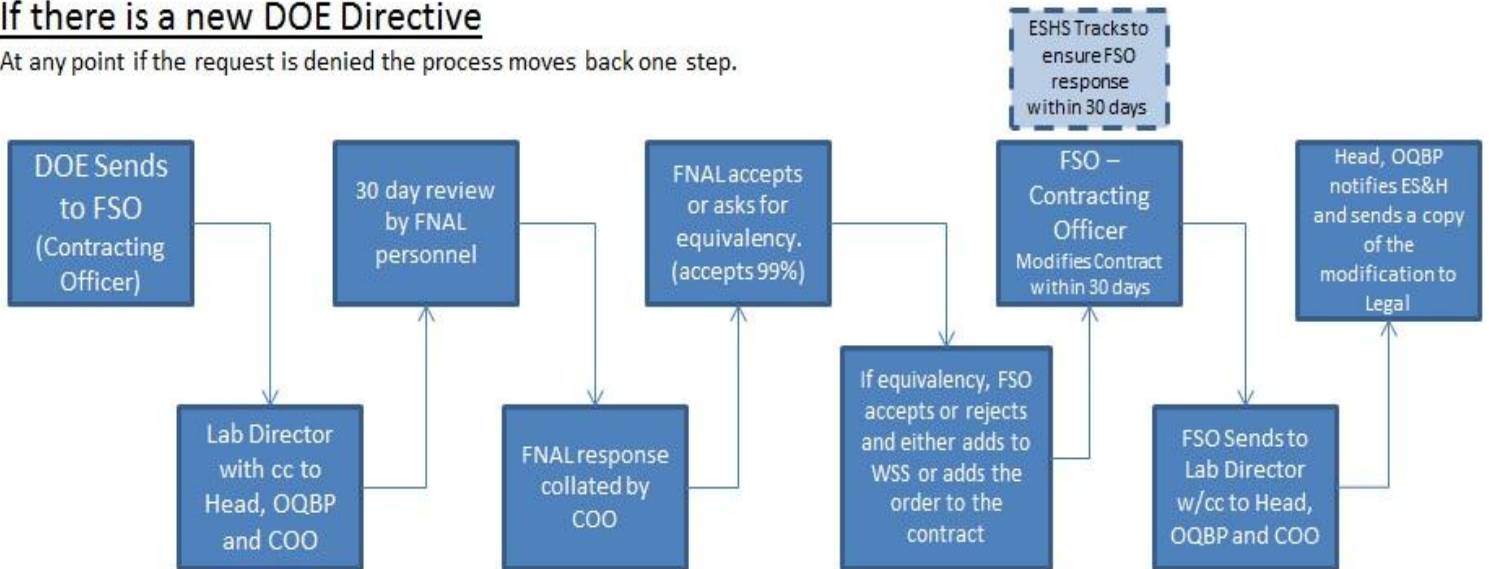 If there is a new DOE Directive
At any point if the request is denied the process moves back one step.
DOE Sends
to FSO
(Contracting
Officer)
Lab Director
with cc to
Head, OQBP
and COO
30 day review
by FNAL
personnel
FNAL response
collated by
COO
FNAL accepts
or asks for
equivalency.
(accepts 99%)
If equivalency, FSO
accepts or rejects
and either adds to
WSS or adds the
order to the
contract
ESHS Tracks to
ensure FSO
response
within 30 days
FSO –
Contracting
Officer
Modifies Contract
within 30 days
FSO Sends to
Lab Director
w/cc to Head,
OQBP and COO
Head, OQBP
notifies ES&H
and sends a copy
of the
modification to
Legal